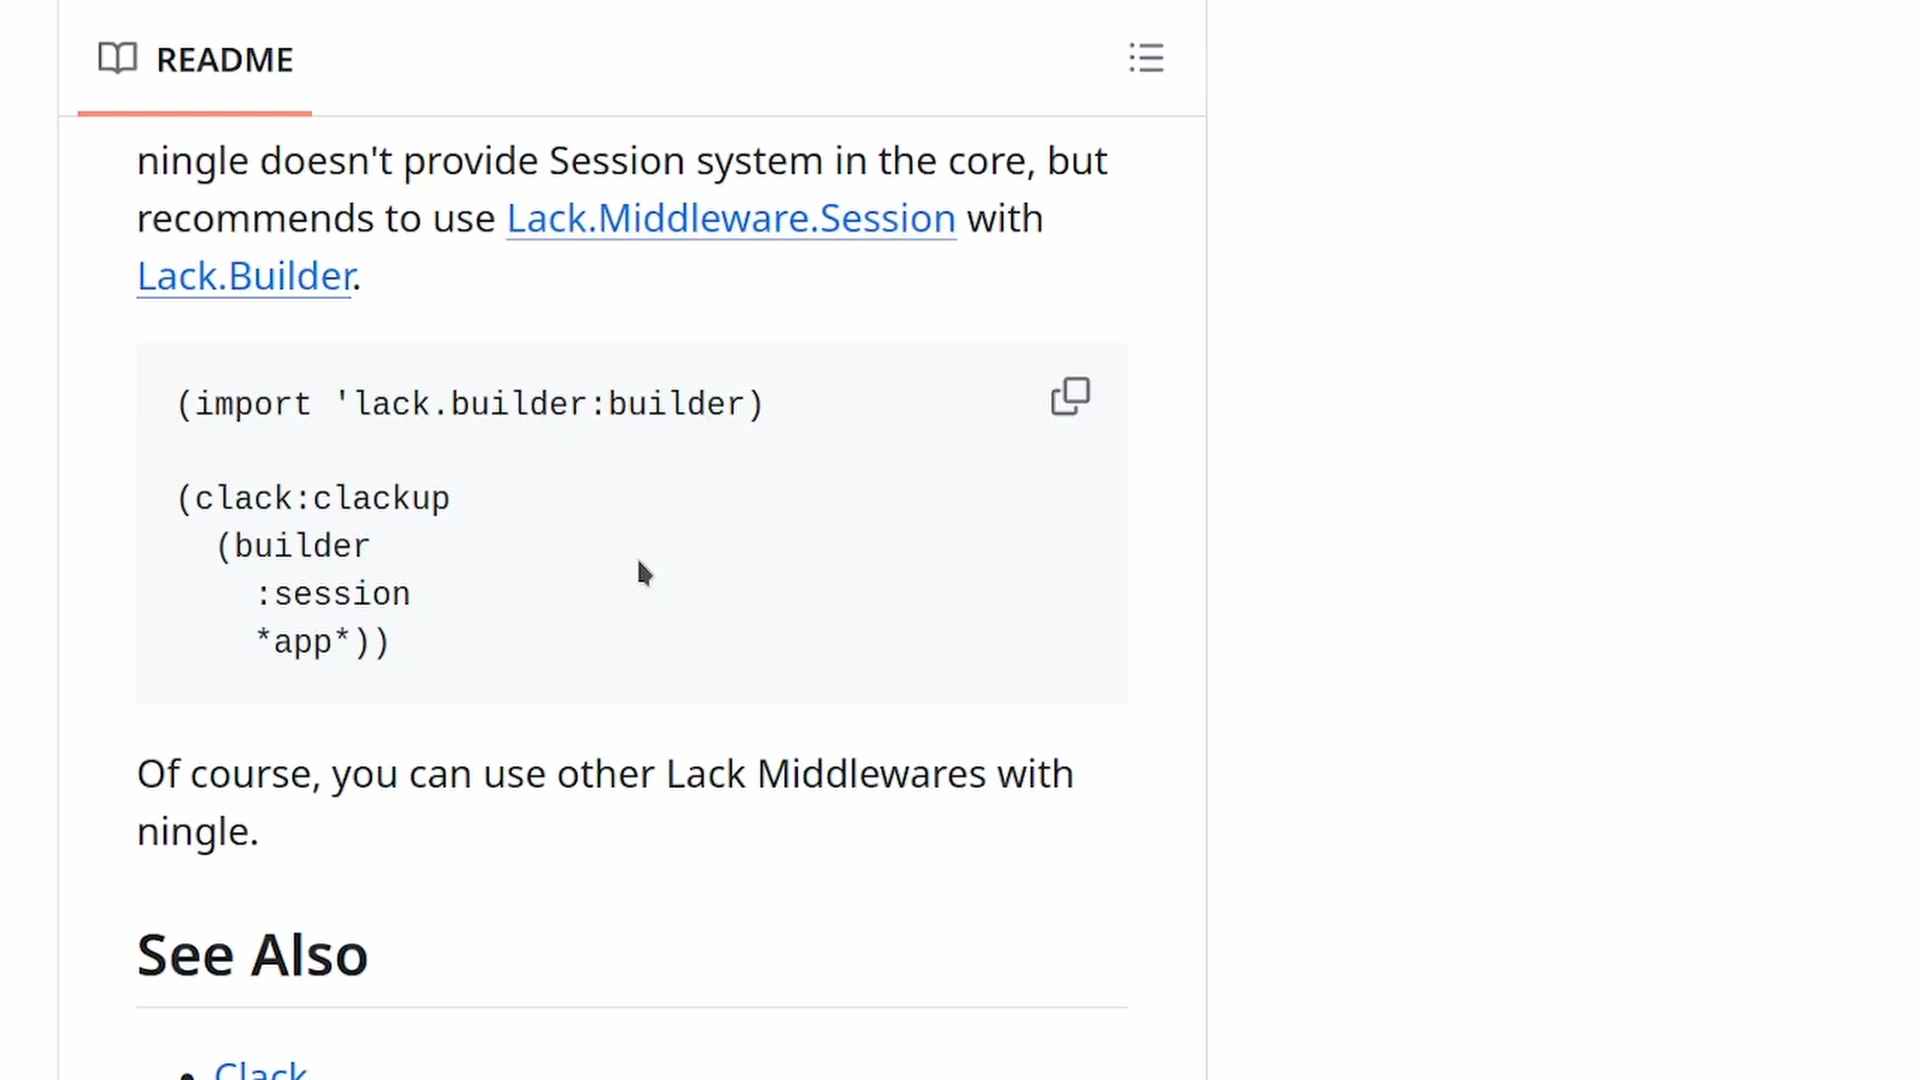 README
ningle doesn't provide Session system in the core, but
recommends to use Lack.Middleware.Session with
Lack.Builder.
(import 'lack.builder:builder)
(clack:clackup
  (builder
    :session
    *app*))
Of course, you can use other Lack Middlewares with
ningle.
See Also
Clack